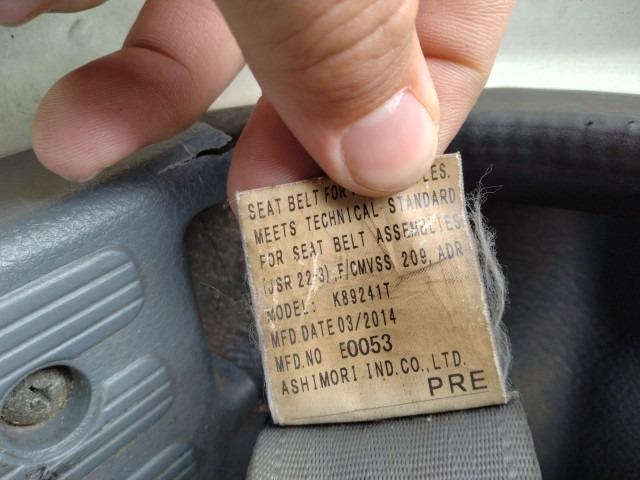 SEAT BELT FOR LES.
MEETS TECHNICAL STANDARD
FOR SEAT BELT ASSEMBLIES
(JSR 22-3),F/CMVSS 209, ADR
MODEL: K89241T
MFD.DATE 03/2014
MFD.NO E0053
ASHIMORI IND.CO.,LTD.
PRE